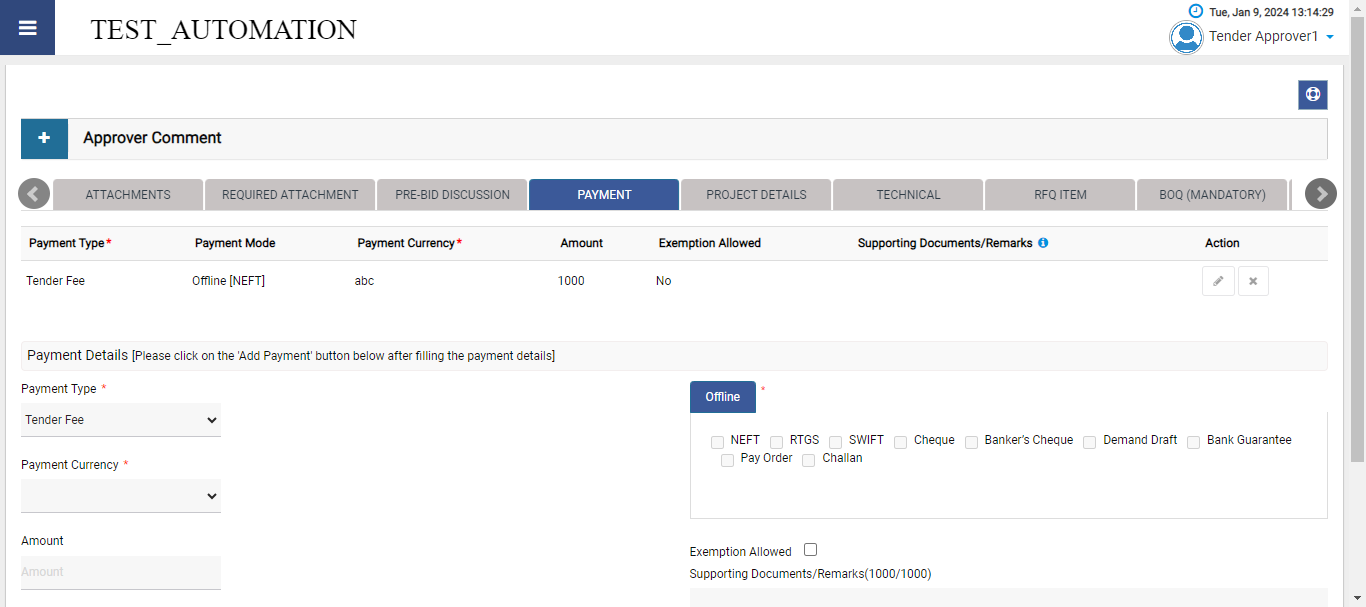 Tue, Jan 9, 2024 13:14:29
TEST_AUTOMATION
Tender Approver1
Approver Comment
ATTACHMENTS REQUIRED ATTACHMENT PRE-BID DISCUSSION PAYMENT PROJECT DETAILS TECHNICAL RFQ ITEM BOQ (MANDATORY)
Payment Type* Payment Mode Payment Currency* Amount Exemption Allowed Supporting Documents/Remarks Action
Tender Fee Offline [NEFT] abc 1000 No
Payment Details [Please click on the 'Add Payment' button below after filling the payment details]
Payment Type *
Tender Fee
Payment Currency *
Amount
Amount
Offline *
NEFT RTGS SWIFT Cheque Banker's Cheque Demand Draft Bank Guarantee
Pay Order Challan
Exemption Allowed
Supporting Documents/Remarks(1000/1000)